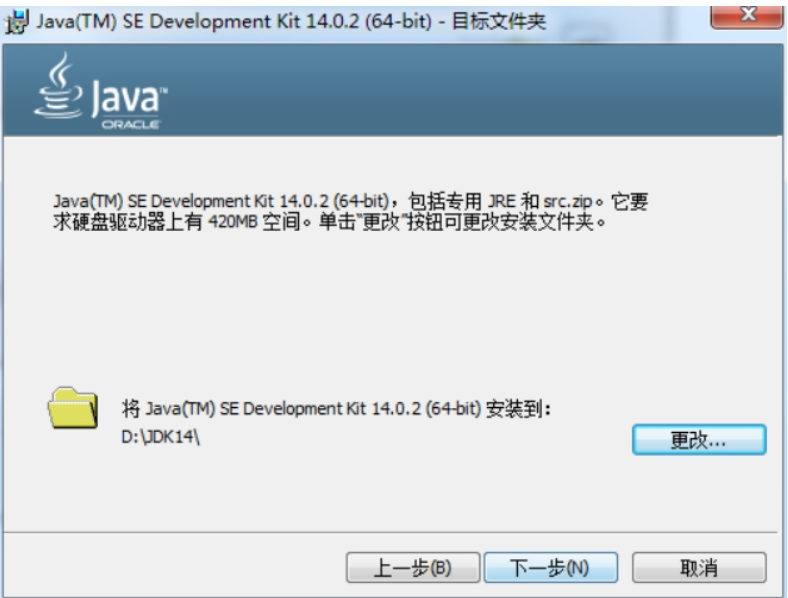 Java(TM) SE Development Kit 14.0.2 (64-bit) - 目标文件夹
Java™
ORACLE
Java(TM) SE Development Kit 14.0.2 (64-bit)，包括专用 JRE 和 src.zip。它要
求硬盘驱动器上有 420MB 空间。单击“更改”按钮可更改安装文件夹。
将 Java(TM) SE Development Kit 14.0.2 (64-bit) 安装到：
D:\JDK14\
更改...
上一步(B) 下一步(N) 取消